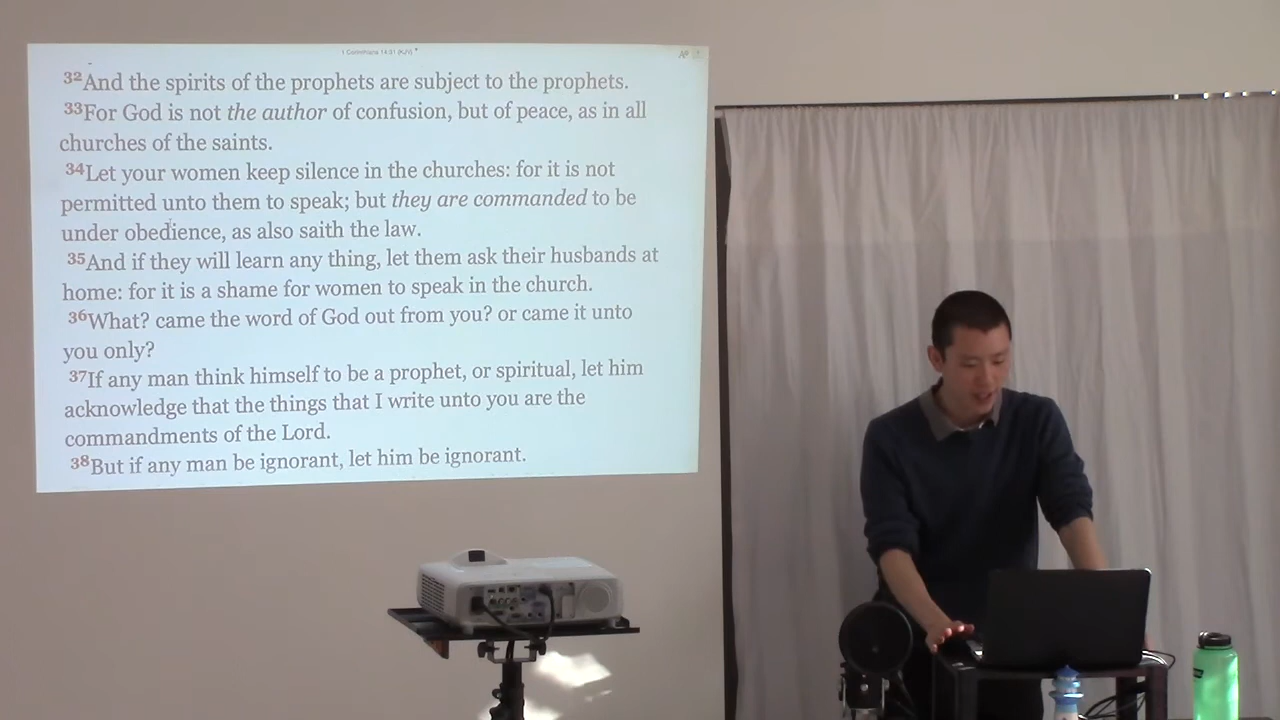 1 Corinthians 14:31 (KJV)
32And the spirits of the prophets are subject to the prophets.
33For God is not the author of confusion, but of peace, as in all
churches of the saints.
34Let your women keep silence in the churches: for it is not
permitted unto them to speak; but they are commanded to be
under obedience, as also saith the law.
35And if they will learn any thing, let them ask their husbands at
home: for it is a shame for women to speak in the church.
36What? came the word of God out from you? or came it unto
you only?
37If any man think himself to be a prophet, or spiritual, let him
acknowledge that the things that I write unto you are the
commandments of the Lord.
38But if any man be ignorant, let him be ignorant.